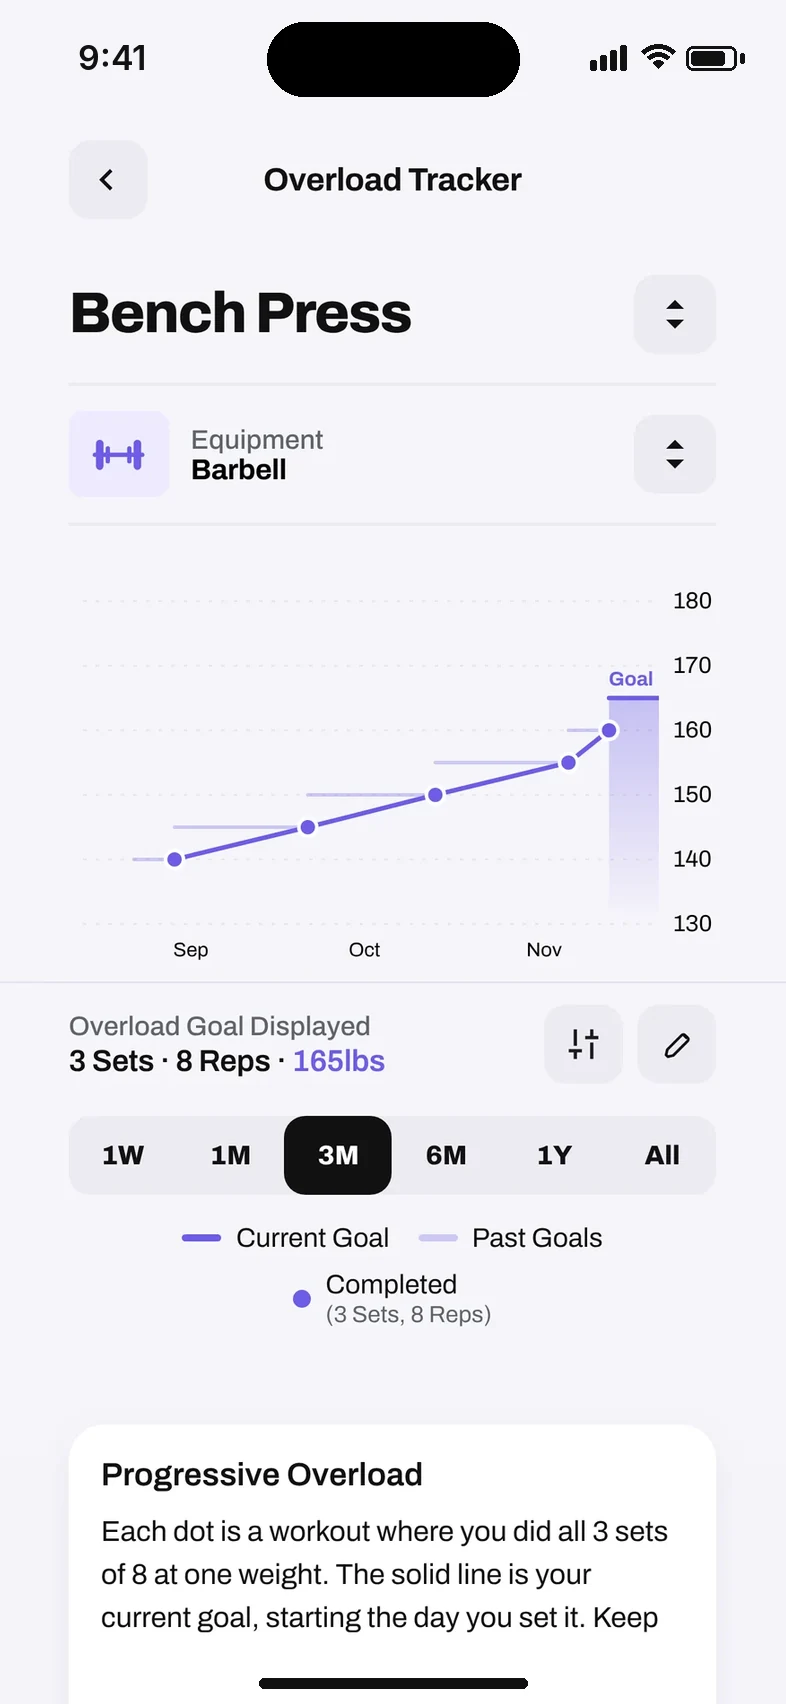 9:41
Overload Tracker
Bench Press
Equipment
Barbell
180
170
Goal
160
150
140
130
Sep Oct Nov
Overload Goal Displayed
3 Sets · 8 Reps · 165lbs
1W 1M 3M 6M 1Y All
Current Goal Past Goals
Completed
(3 Sets, 8 Reps)
Progressive Overload
Each dot is a workout where you did all 3 sets
of 8 at one weight. The solid line is your
current goal, starting the day you set it. Keep